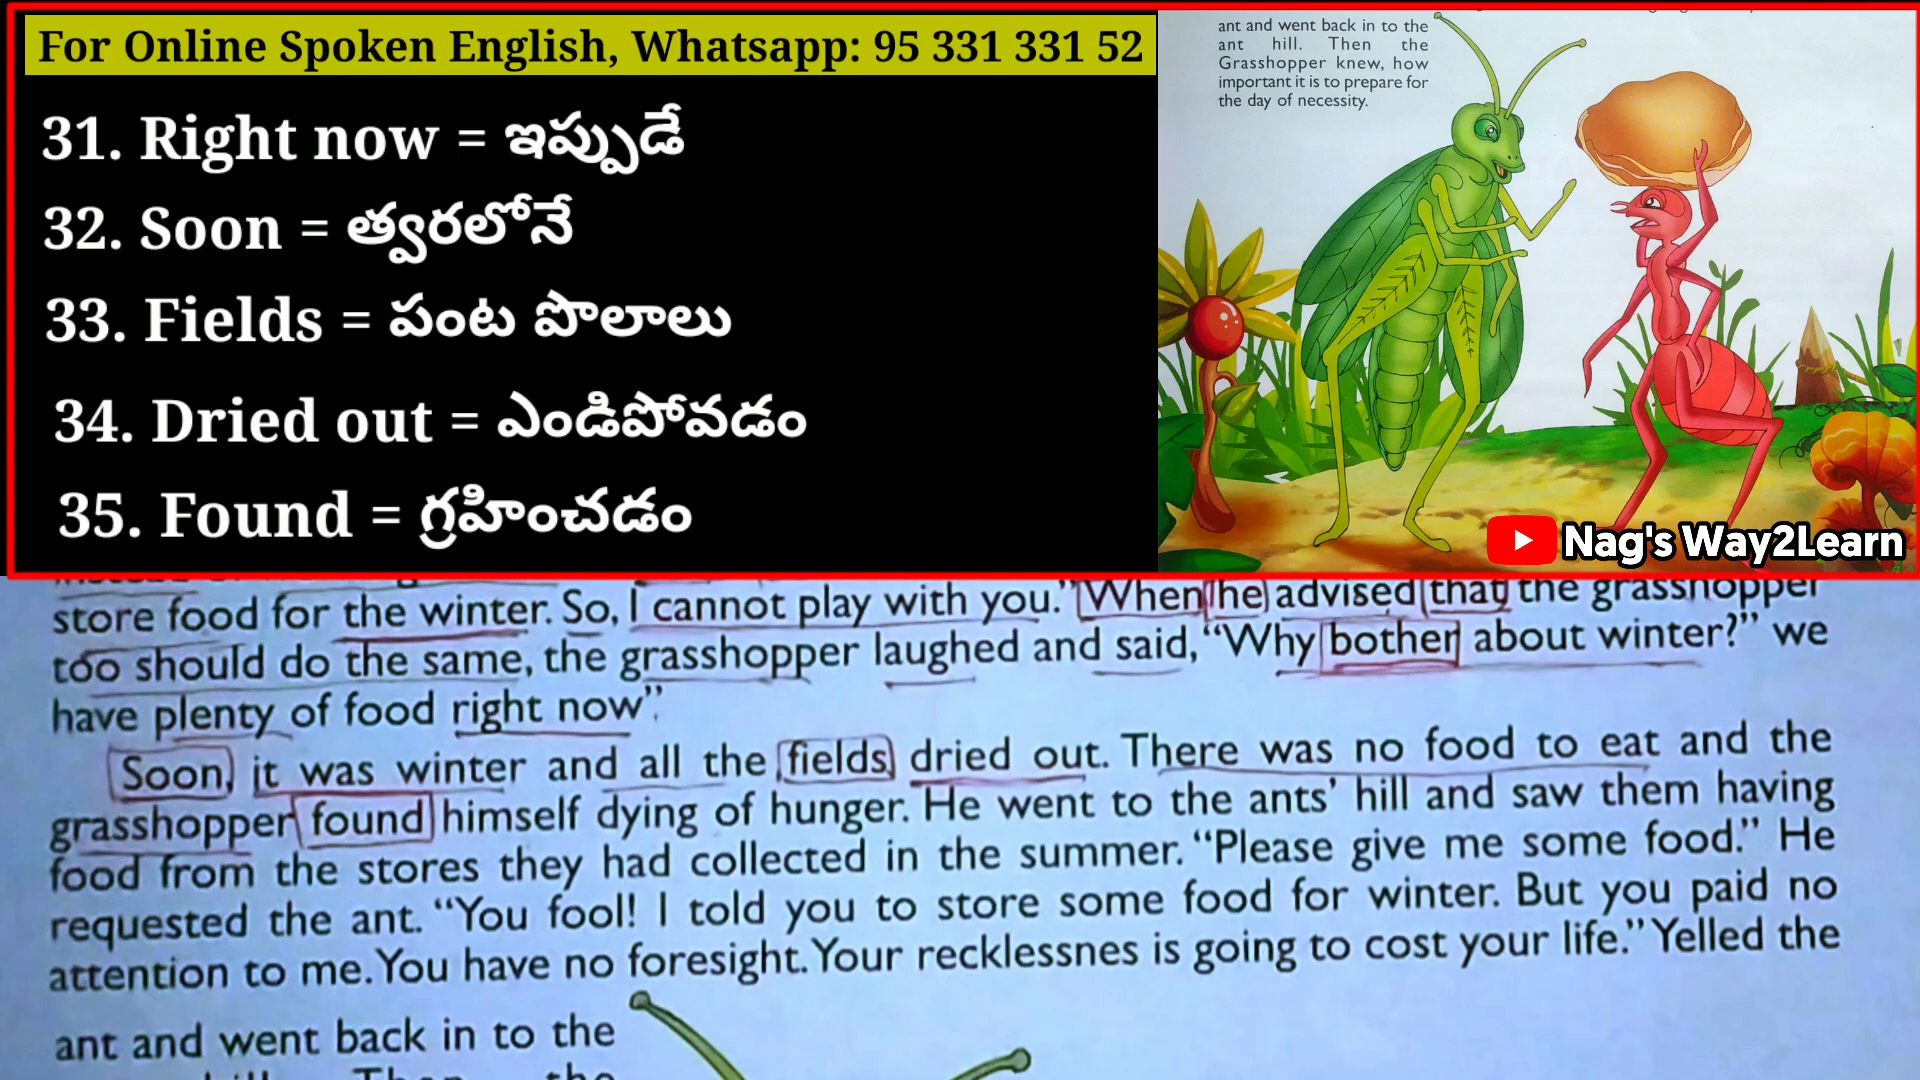 For Online Spoken English, Whatsapp: 95 331 331 52
31. Right now = ఇప్పుడే
32. Soon = త్వరలోనే
33. Fields = పంట పొలాలు
34. Dried out = ఎండిపోవడం
35. Found = గ్రహించడం
ant and went back in to the
ant hill. Then the
Grasshopper knew, how
important it is to prepare for
the day of necessity.
Nag's Way2Learn
store food for the winter. So, I cannot play with you." When he advised that the grasshopper
too should do the same, the grasshopper laughed and said, "Why bother about winter?" we
have plenty of food right now".
Soon, it was winter and all the fields dried out. There was no food to eat and the
grasshopper found himself dying of hunger. He went to the ants' hill and saw them having
food from the stores they had collected in the summer. "Please give me some food." He
requested the ant. "You fool! I told you to store some food for winter. But you paid no
attention to me. You have no foresight. Your recklessnes is going to cost your life." Yelled the
ant and went back in to the
Then the